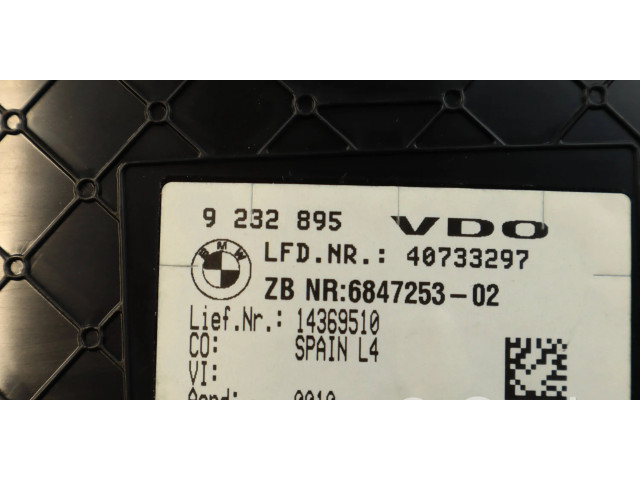 9 232 895 VDO
BMW
LFD.NR.: 40733297
ZB NR:6847253-02
Lief.Nr.: 14369510
CO: SPAIN L4
VI: